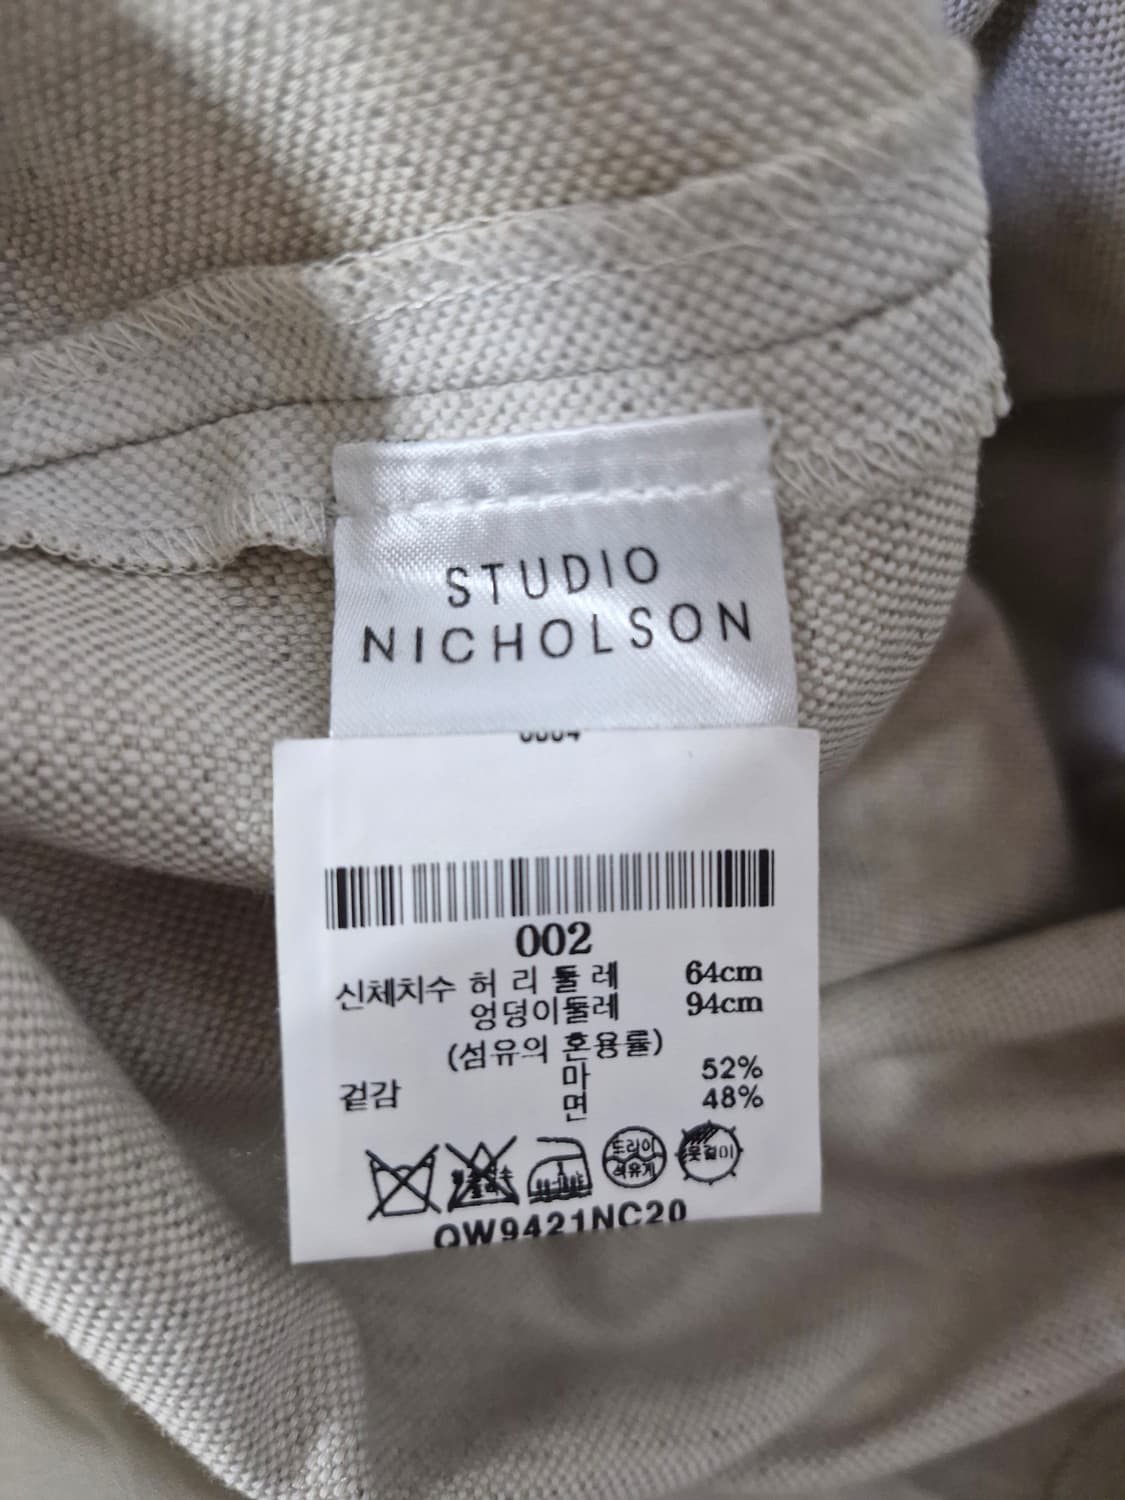 STUDIO
NICHOLSON
002
신체치수 허 리 둘 레 64cm
엉덩이둘레 94cm
(섬유의 혼용률)
겉감 마 52%
면 48%
드라이
석유계
옷걸이
QW9421NC20